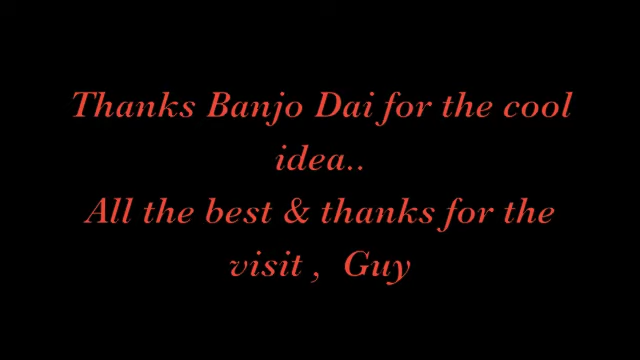 Thanks Banjo Dai for the cool
idea..
All the best & thanks for the
visit ,  Guy